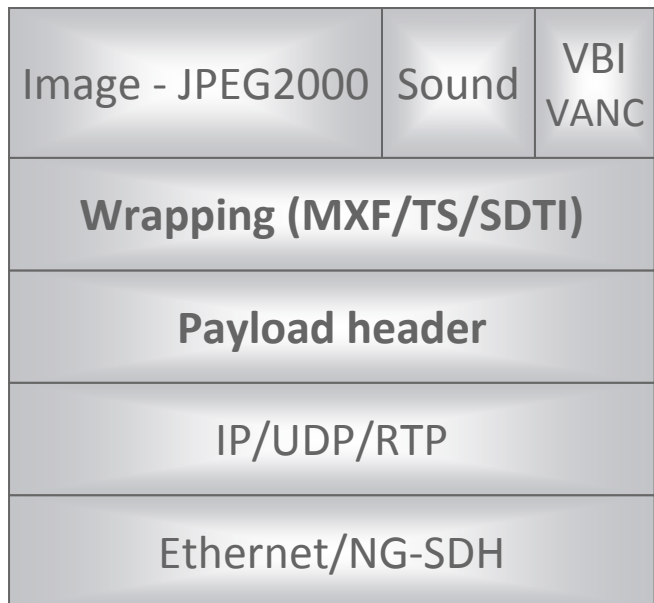 Image - JPEG2000
Sound
VBI
VANC
Wrapping (MXF/TS/SDTI)
Payload header
IP/UDP/RTP
Ethernet/NG-SDH